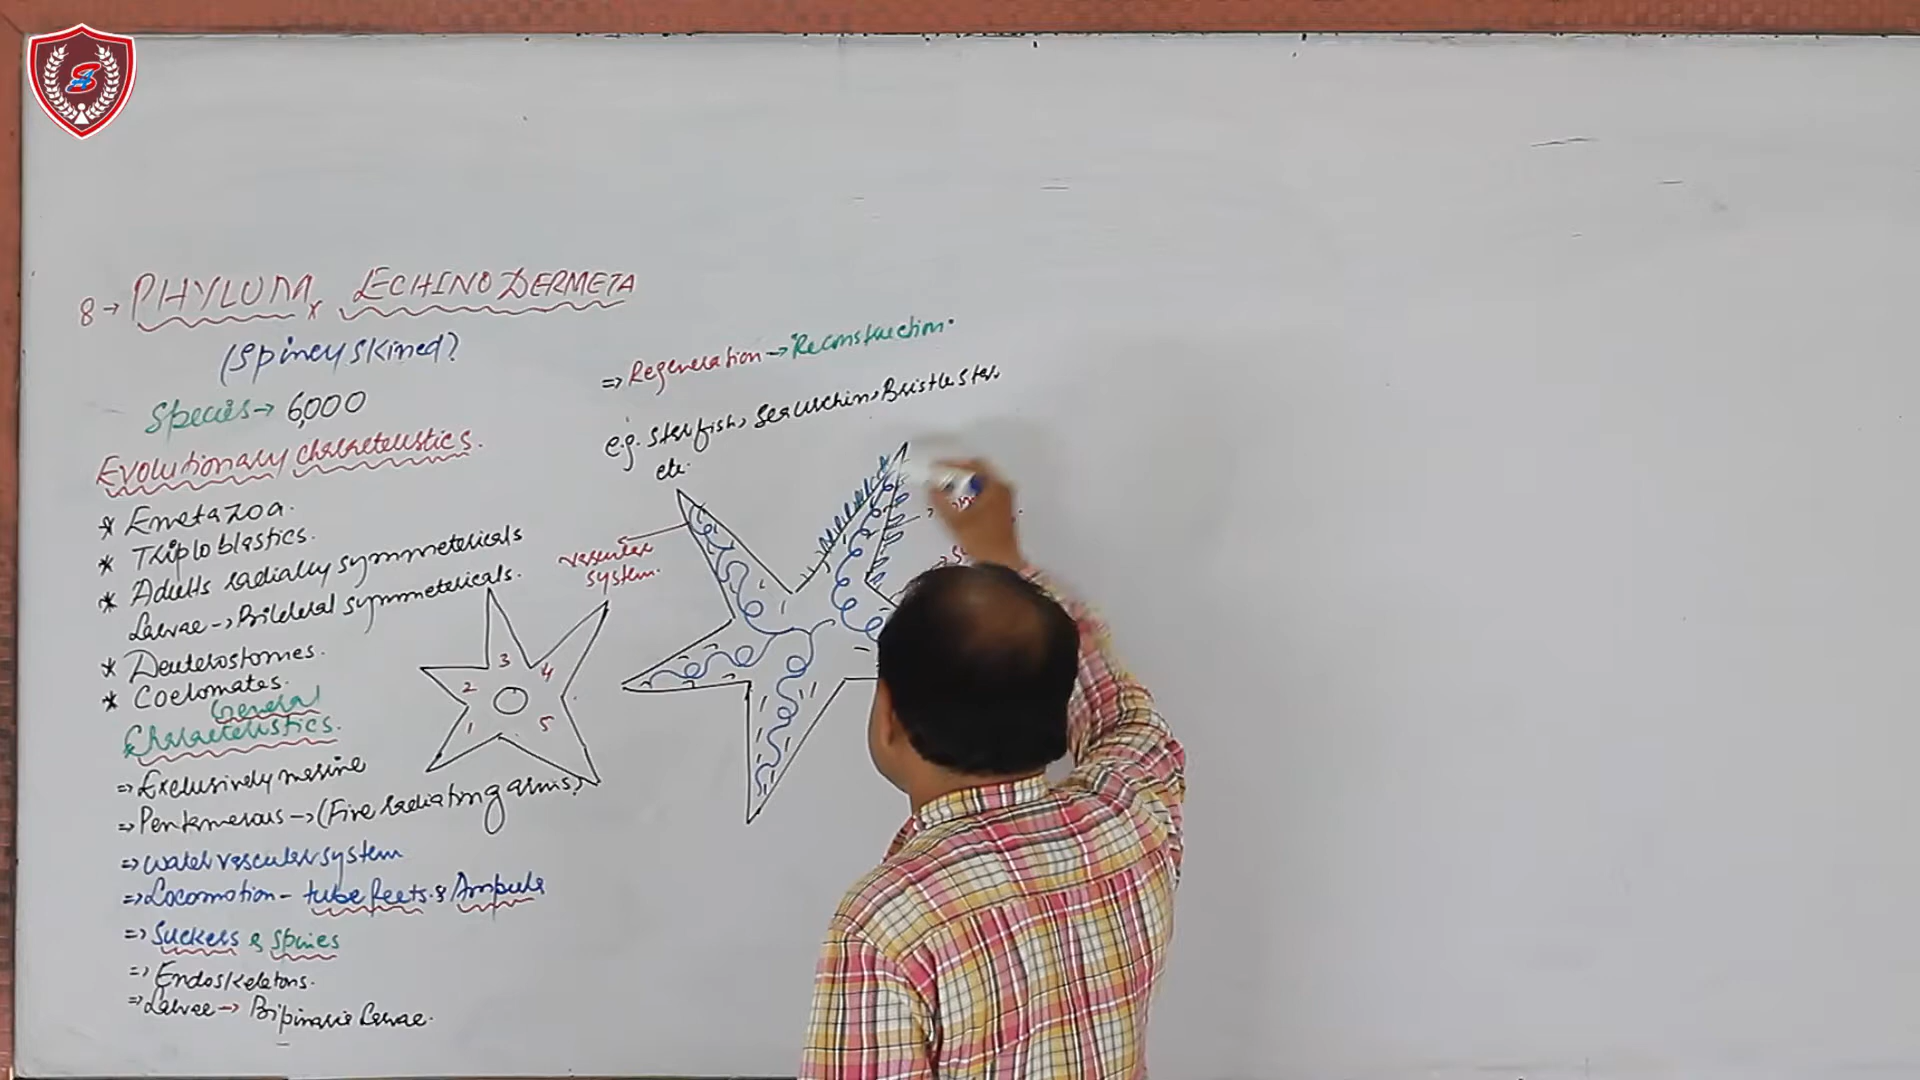 8→ PHYLUM, ECHINODERMETA
(Spiney skined?
Species→ 6,000
Evolutionary characteristics.
* Emetazoa.
* Triploblastics.
* Adults radially symmetericals
Larvae→Bileteral symmetericals.
* Deuterostomes.
* Coelomates.
General
Characteristics.
⇒ Exclusively marine
⇒ Pentamerous→(Five radiating arms)
⇒ water vascular system
⇒ Locomotion- tube feets & Ampula
⇒ Suckers & Spines
⇒ Endoskeletons.
⇒ Larvae→ Bipinaria Larvae.
⇒ Regeneration→Reconstruction.
e.g. Starfish, Sea urchin, Bristle Star.
etc.
vascular
system.
1
2
3
4
5